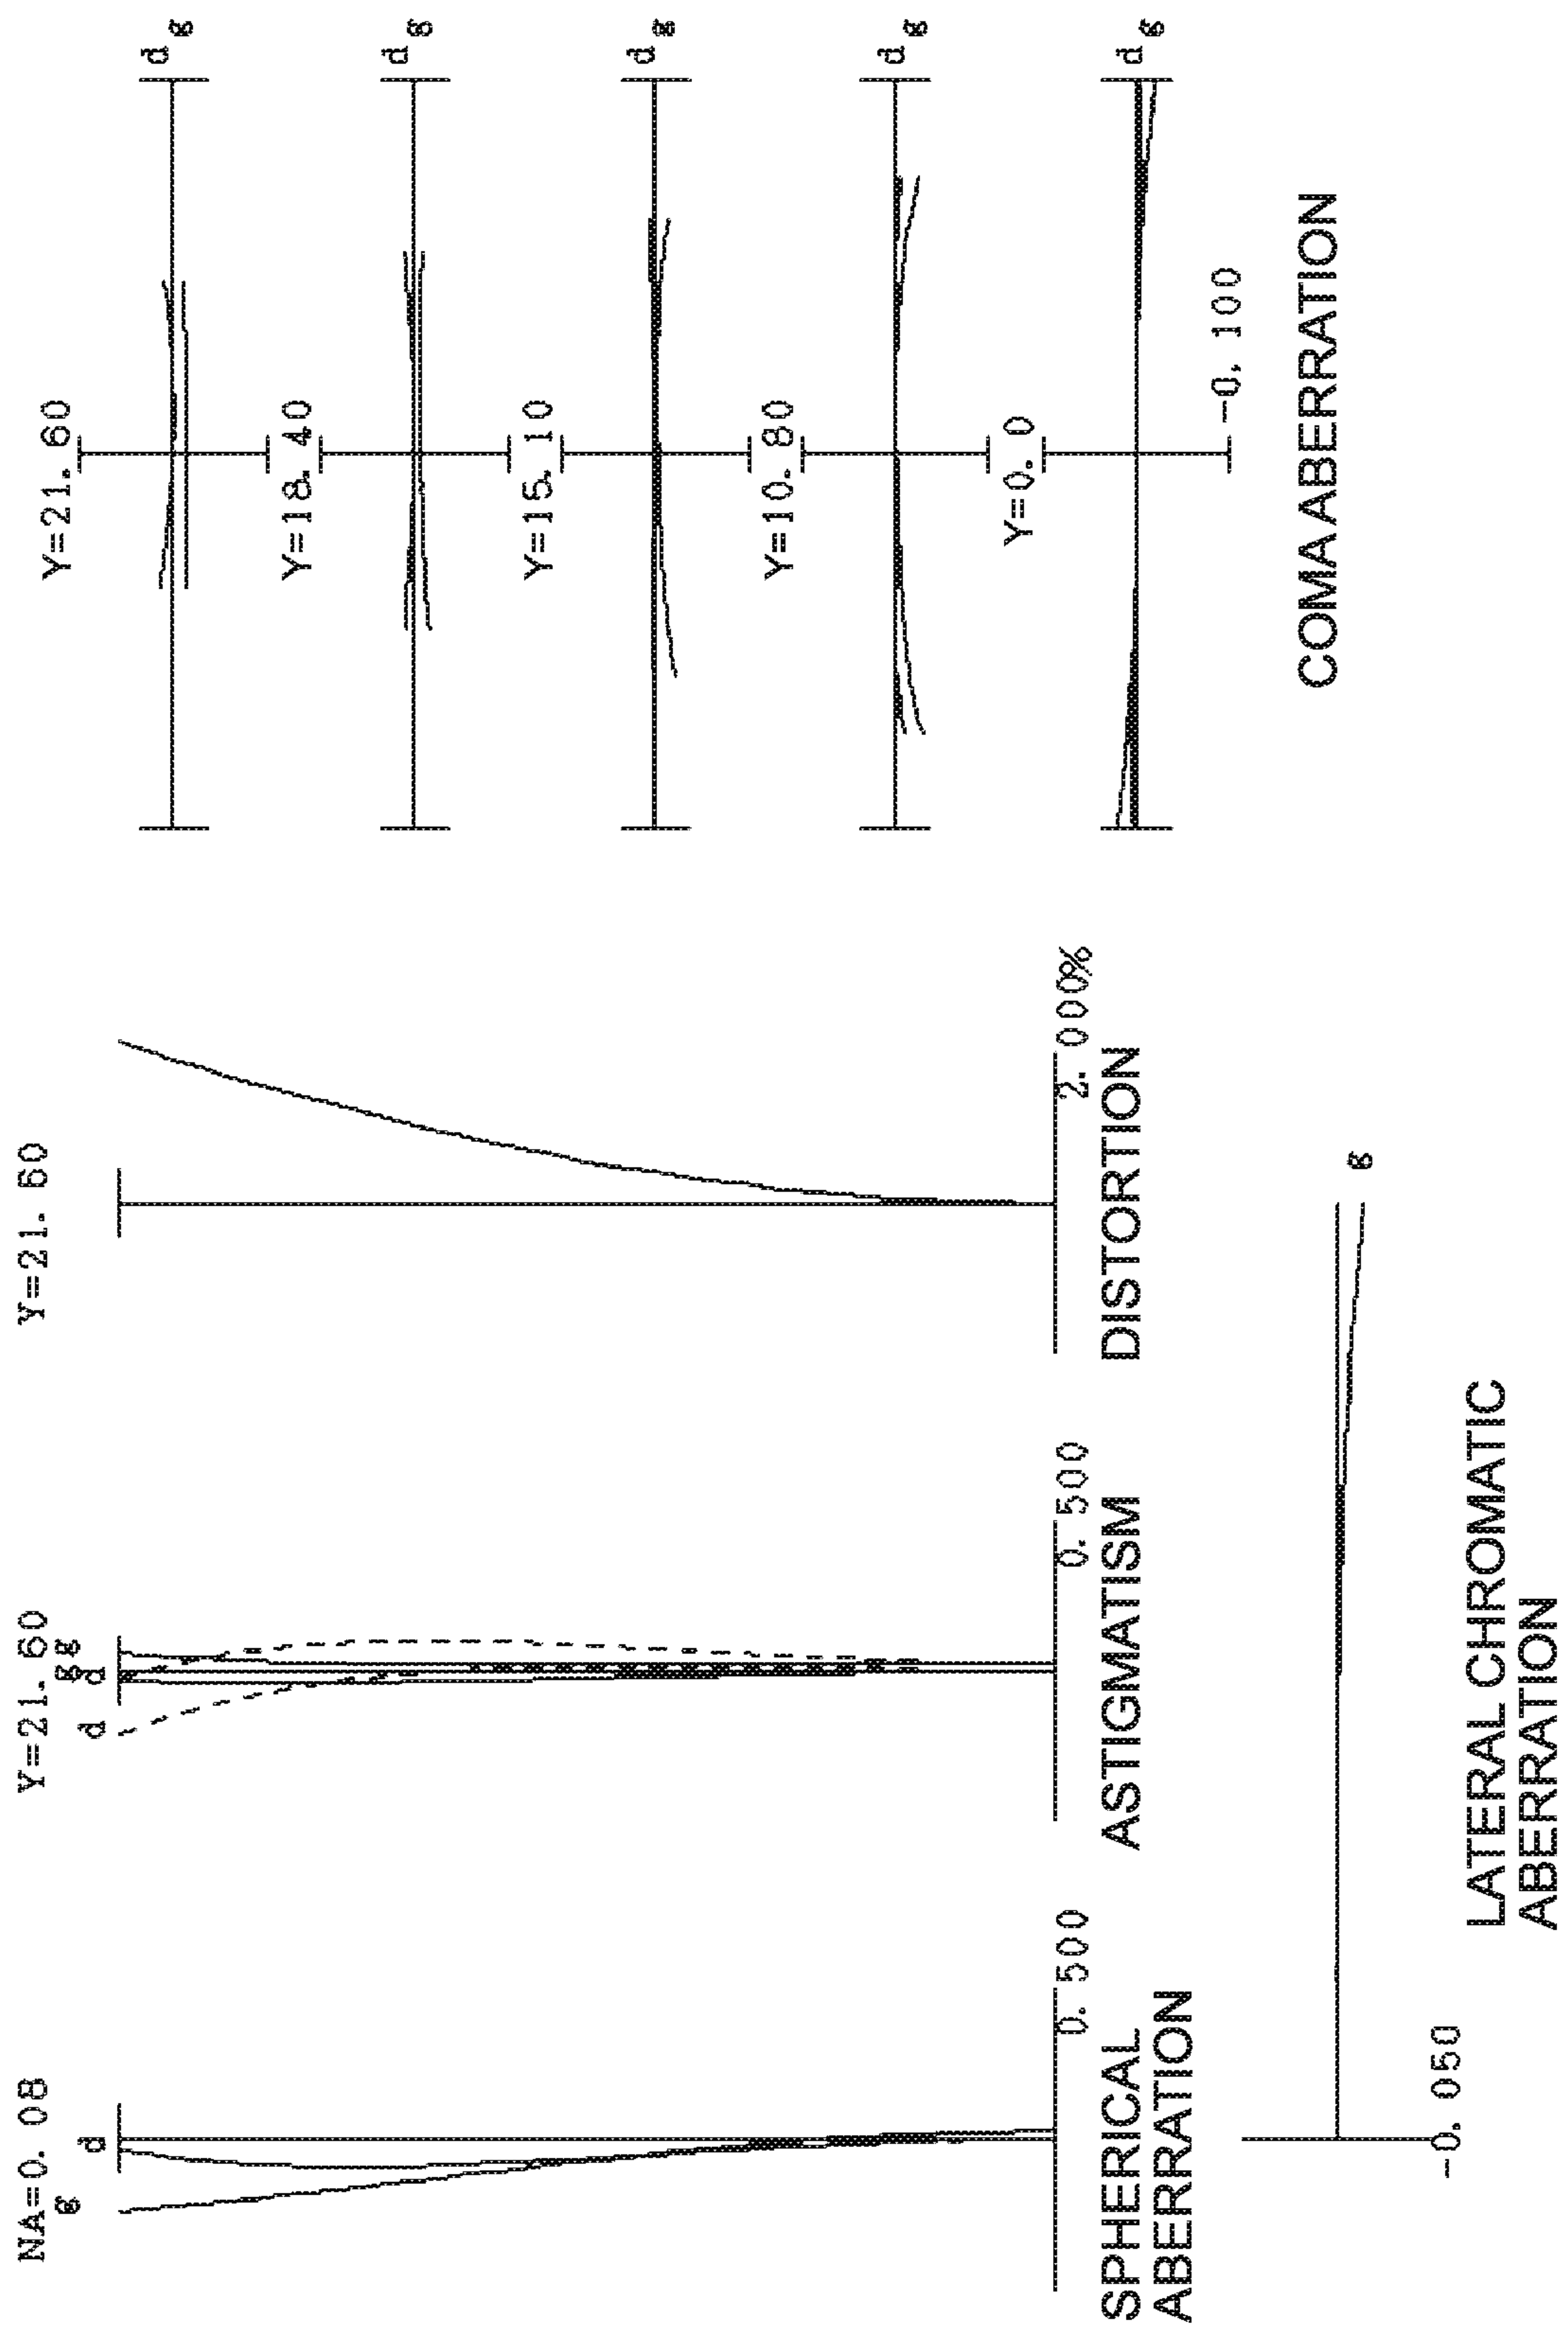 NA=0. 08
g
d
0. 500
SPHERICAL
ABERRATION
Y=21. 60
d
d
g
g
0. 500
ASTIGMATISM
Y=21. 60
2. 000%
DISTORTION
-0. 050
g
LATERAL CHROMATIC
ABERRATION
Y=21. 60
d
g
Y=18. 40
d
g
Y=15. 10
d
g
Y=10. 80
d
g
Y=0. 0
d
g
-0. 100
COMA ABERRATION